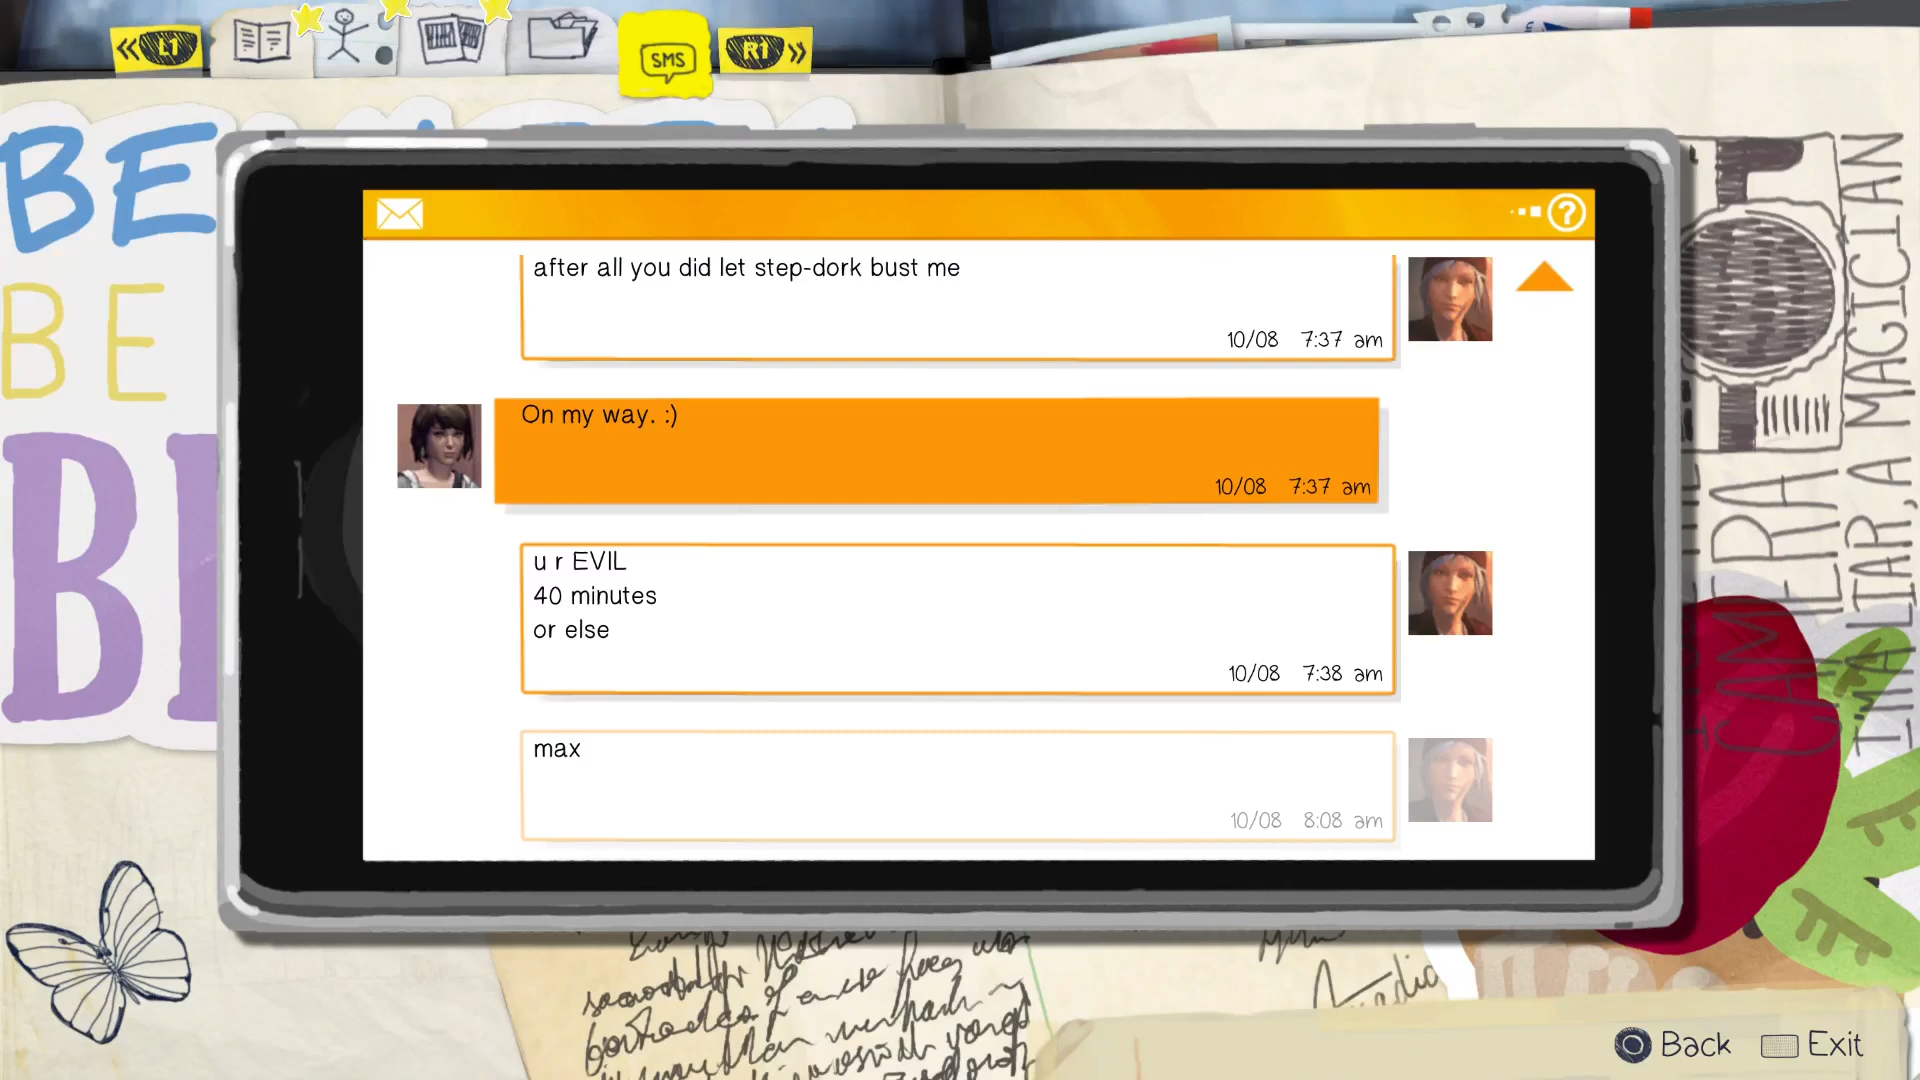 L1
SMS
R1
BE
BE
after all you did let step-dork bust me
10/08 7:37 am
On my way. :)
10/08 7:37 am
u r EVIL
40 minutes
or else
10/08 7:38 am
max
10/08 8:08 am
CAMERA
I'M A LIAR, A MAGICIAN
Back
Exit